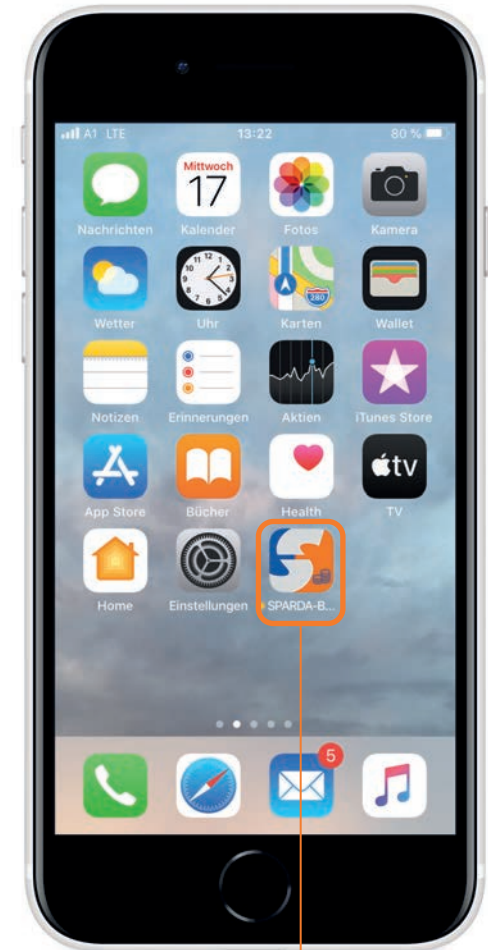 A1 LTE 13:22 80 %
Mittwoch
17
Nachrichten Kalender Fotos Kamera
280
Wetter Uhr Karten Wallet
Notizen Erinnerungen Aktien iTunes Store
tv
App Store Bücher Health TV
Home Einstellungen SPARDA-B...
5